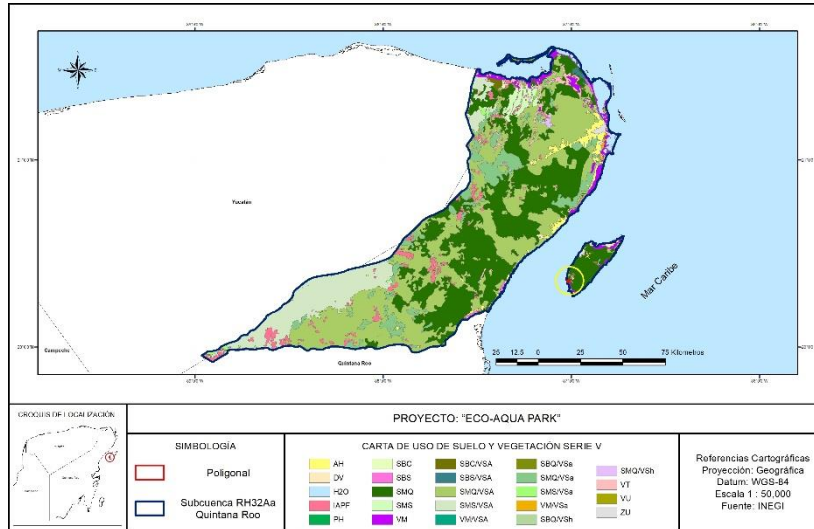 Yucatán
Mar Caribe
Campeche
Quintana Roo
25 12.5 0 25 50 75 Kilometros
CROQUIS DE LOCALIZACIÓN
PROYECTO: "ECO-AQUA PARK"
SIMBOLOGÍA
Poligonal
Subcuenca RH32Aa
Quintana Roo
CARTA DE USO DE SUELO Y VEGETACIÓN SERIE V
AH SBC SBC/VSA SBQ/VSa SMQ/VSh
DV SBS SBS/VSA SMQ/VSa VT
H2O SMQ SMQ/VSA SMS/VSa VU
IAPF SMS SMS/VSA VM/VSa ZU
PH VM VM/VSA SBQ/VSh
Referencias Cartográficas
Proyección: Geográfica
Datum: WGS-84
Escala 1 : 50,000
Fuente: INEGI